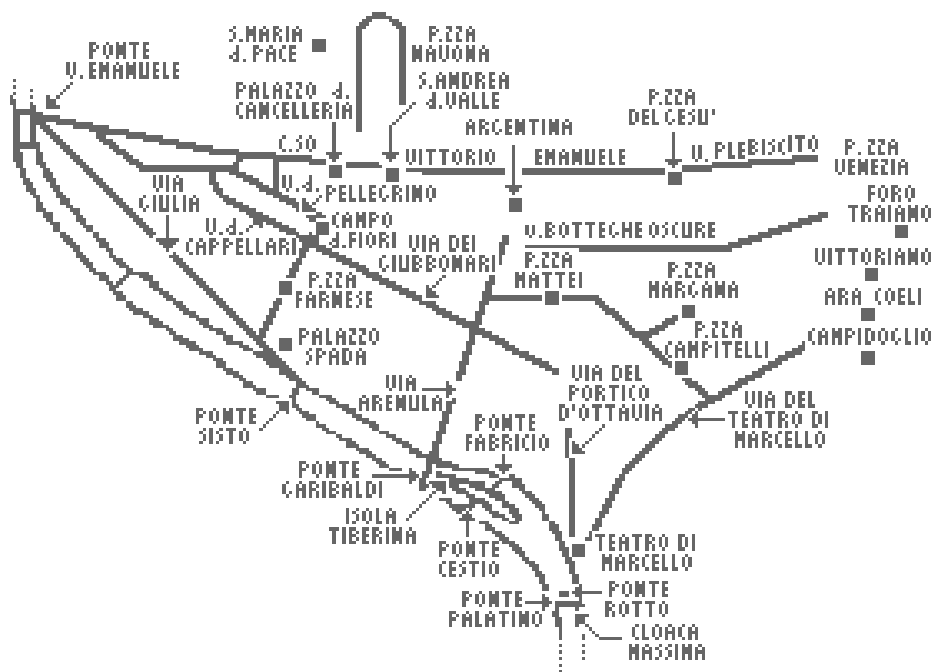 S.MARIA
d.PACE
P.ZZA
NAVONA
PONTE
V.EMANUELE
PALAZZO d.
CANCELLERIA
S.ANDREA
d.VALLE
ARGENTINA
P.ZZA
DEL GESU'
C.SO
VITTORIO
EMANUELE
V. PLEBISCITO
P. ZZA
VENEZIA
VIA
GIULIA
V.d.
PELLEGRINO
FORO
TRAIANO
V.d.
CAPPELLARI
CAMPO
d.FIORI
VIA DEI
GIUBBONARI
V.BOTTEGHE OSCURE
VITTORIANO
P.ZZA
FARNESE
P.ZZA
MATTEI
P.ZZA
MARGANA
ARA COELI
PALAZZO
SPADA
P.ZZA
CAMPITELLI
CAMPIDOGLIO
VIA
ARENULA
VIA DEL
PORTICO
D'OTTAVIA
VIA DEL
TEATRO DI
MARCELLO
PONTE
SISTO
PONTE
FABRICIO
PONTE
GARIBALDI
ISOLA
TIBERINA
PONTE
CESTIO
TEATRO DI
MARCELLO
PONTE
PALATINO
PONTE
ROTTO
CLOACA
MASSIMA